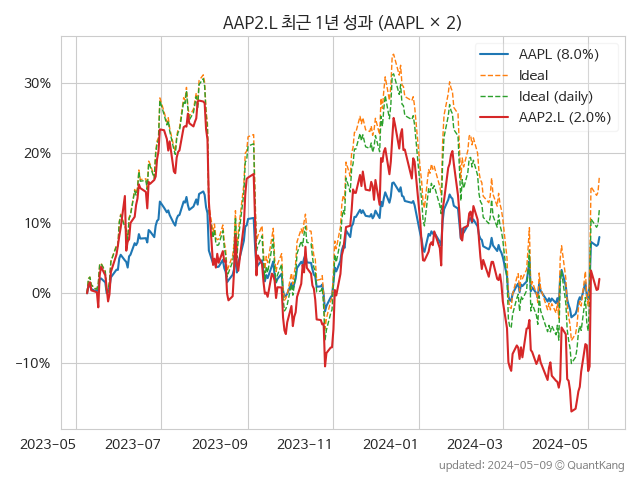 AAP2.L 최근 1년 성과 (AAPL × 2)
AAPL (8.0%)
Ideal
Ideal (daily)
AAP2.L (2.0%)
30%
20%
10%
0%
−10%
2023-05 2023-07 2023-09 2023-11 2024-01 2024-03 2024-05
updated: 2024-05-09 ⓒ QuantKang